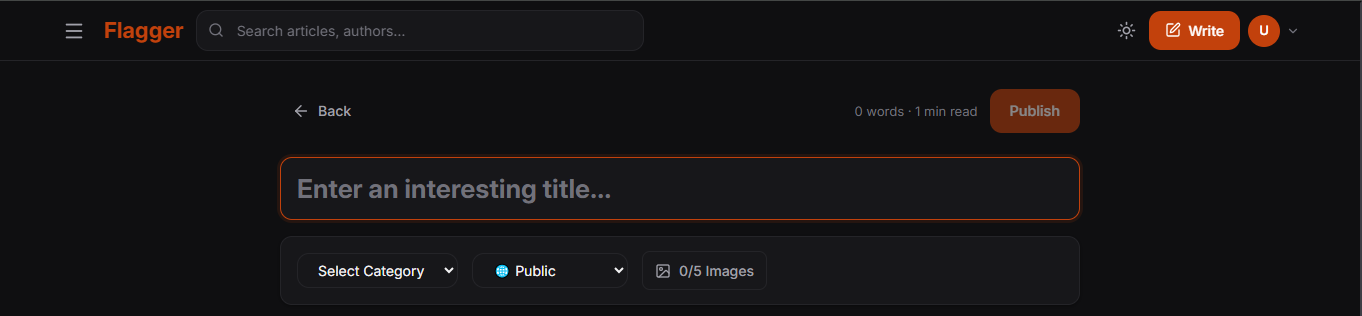 Flagger
Search articles, authors...
Write
U
Back
0 words · 1 min read
Publish
Enter an interesting title...
Select Category
Public
0/5 Images